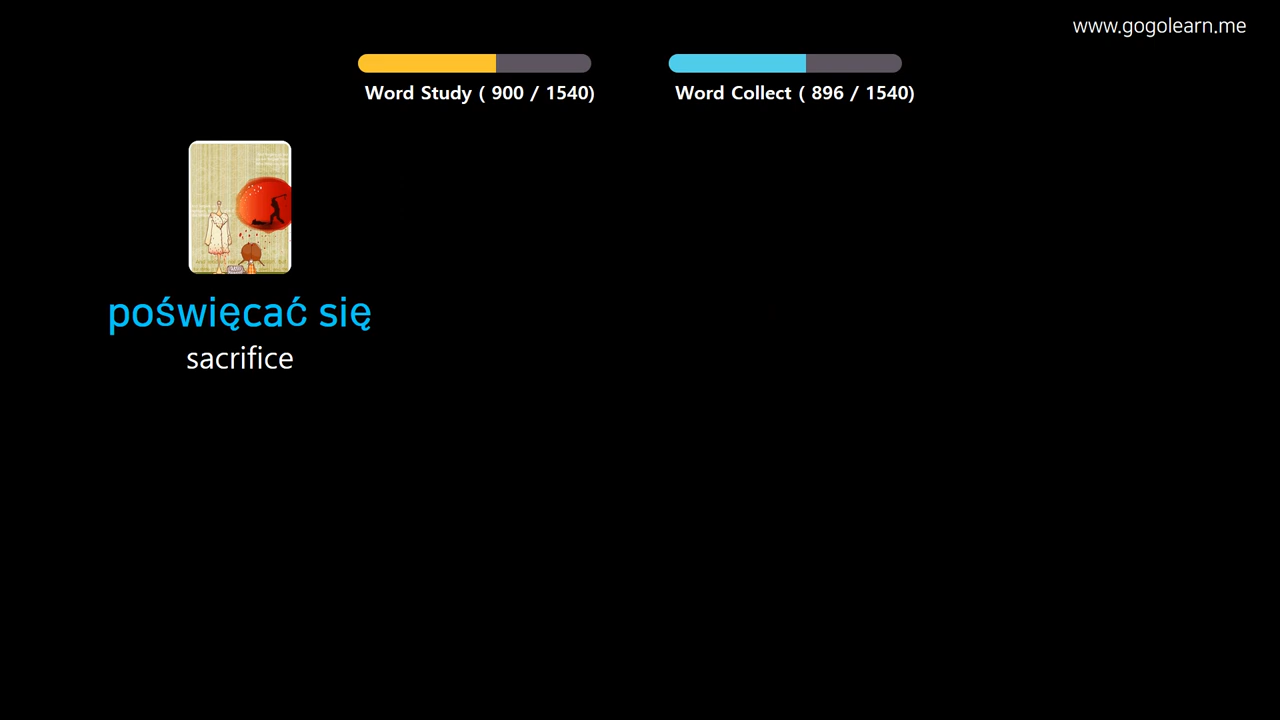 www.gogolearn.me
Word Study ( 900 / 1540)
Word Collect ( 896 / 1540)
poświęcać się
sacrifice